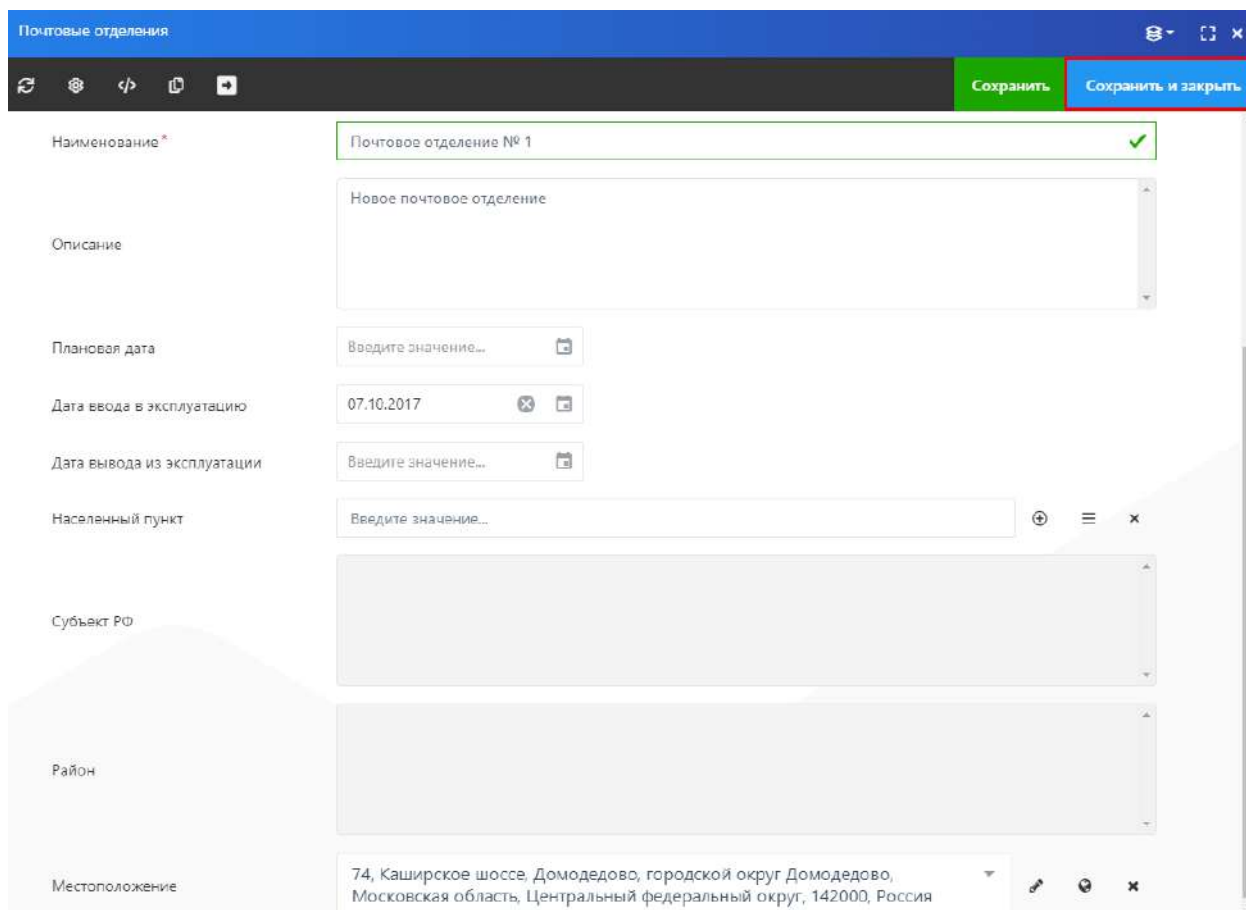 Почтовые отделения
Сохранить
Сохранить и закрыть
Наименование*
Почтовое отделение № 1
Описание
Новое почтовое отделение
Плановая дата
Введите значение...
Дата ввода в эксплуатацию
07.10.2017
Дата вывода из эксплуатации
Введите значение...
Населенный пункт
Введите значение...
Субъект РФ
Район
Местоположение
74, Каширское шоссе, Домодедово, городской округ Домодедово,
Московская область, Центральный федеральный округ, 142000, Россия